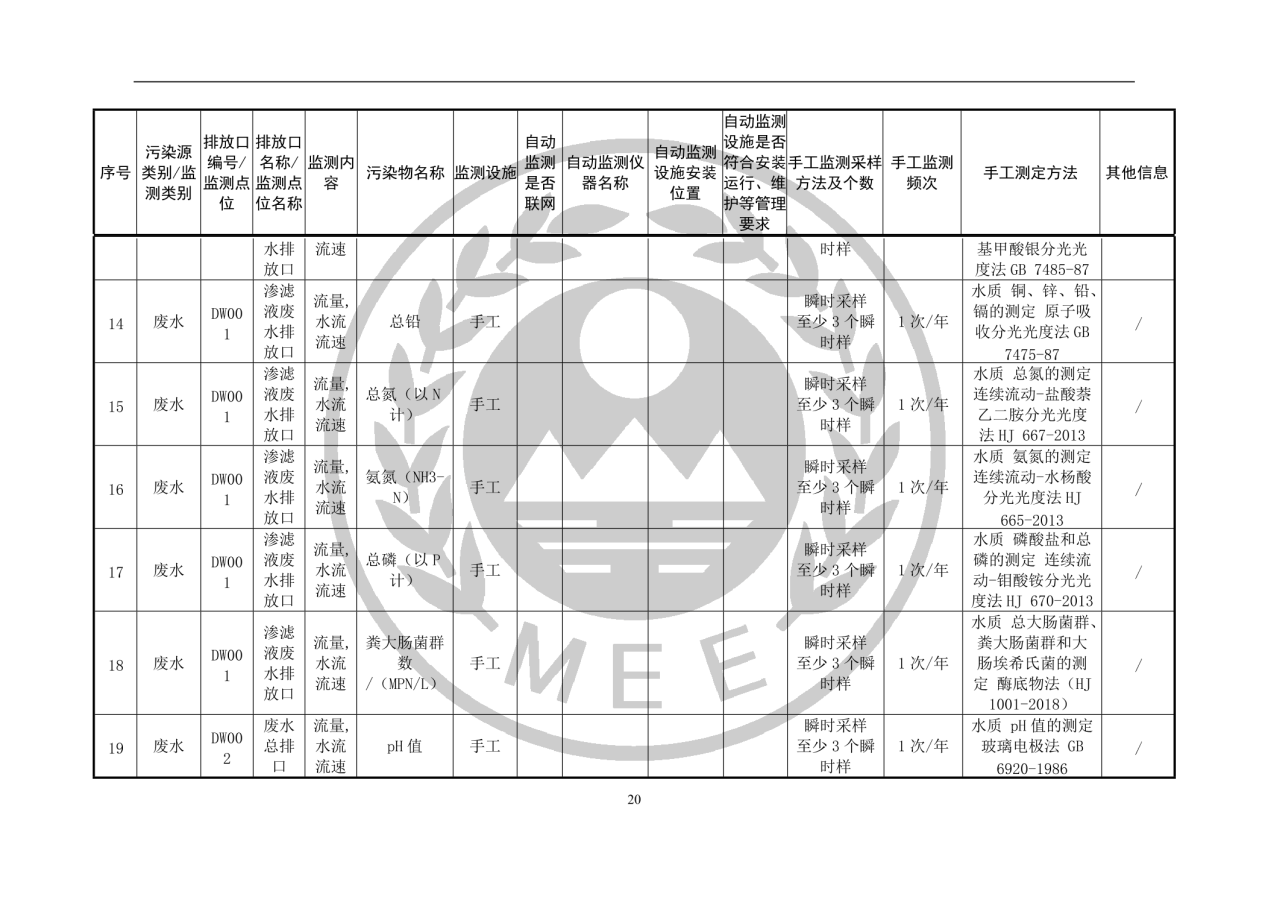 序号
污染源
类别/监
测类别
排放口
编号/
监测点
位
排放口
名称/
监测点
位名称
监测内
容
污染物名称
监测设施
自动
监测
是否
联网
自动监测仪
器名称
自动监测
设施安装
位置
自动监测
设施是否
符合安装
运行、维
护等管理
要求
手工监测采样
方法及个数
手工监测
频次
手工测定方法
其他信息
水排
放口
流速
时样
基甲酸银分光光
度法 GB 7485-87
14
废水
DW00
1
渗滤
液废
水排
放口
流量,
水流
流速
总铅
手工
瞬时采样
至少 3 个瞬
时样
1 次/年
水质 铜、锌、铅、
镉的测定 原子吸
收分光光度法 GB
7475-87
/
15
废水
DW00
1
渗滤
液废
水排
放口
流量,
水流
流速
总氮（以 N
计）
手工
瞬时采样
至少 3 个瞬
时样
1 次/年
水质 总氮的测定
连续流动-盐酸萘
乙二胺分光光度
法 HJ 667-2013
/
16
废水
DW00
1
渗滤
液废
水排
放口
流量,
水流
流速
氨氮（NH3-
N）
手工
瞬时采样
至少 3 个瞬
时样
1 次/年
水质 氨氮的测定
连续流动-水杨酸
分光光度法 HJ
665-2013
/
17
废水
DW00
1
渗滤
液废
水排
放口
流量,
水流
流速
总磷（以 P
计）
手工
瞬时采样
至少 3 个瞬
时样
1 次/年
水质 磷酸盐和总
磷的测定 连续流
动-钼酸铵分光光
度法 HJ 670-2013
/
18
废水
DW00
1
渗滤
液废
水排
放口
流量,
水流
流速
粪大肠菌群
数
/（MPN/L）
手工
瞬时采样
至少 3 个瞬
时样
1 次/年
水质 总大肠菌群、
粪大肠菌群和大
肠埃希氏菌的测
定 酶底物法（HJ
1001-2018）
/
19
废水
DW00
2
废水
总排
口
流量,
水流
流速
pH 值
手工
瞬时采样
至少 3 个瞬
时样
1 次/年
水质 pH 值的测定
玻璃电极法 GB
6920-1986
/
MEE
20